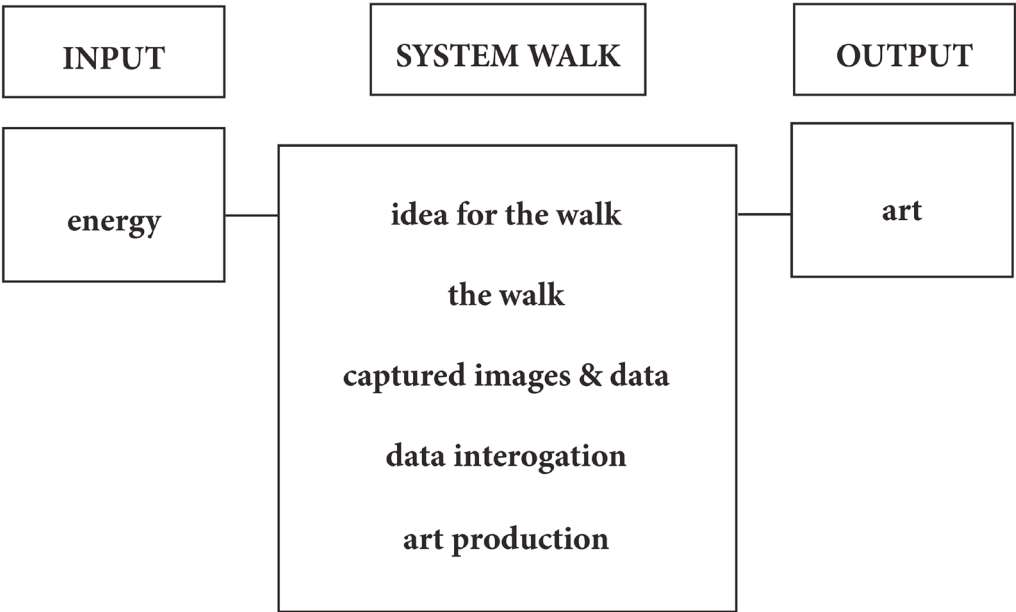 INPUT
SYSTEM WALK
OUTPUT
energy
idea for the walk
the walk
captured images & data
data interogation
art production
art